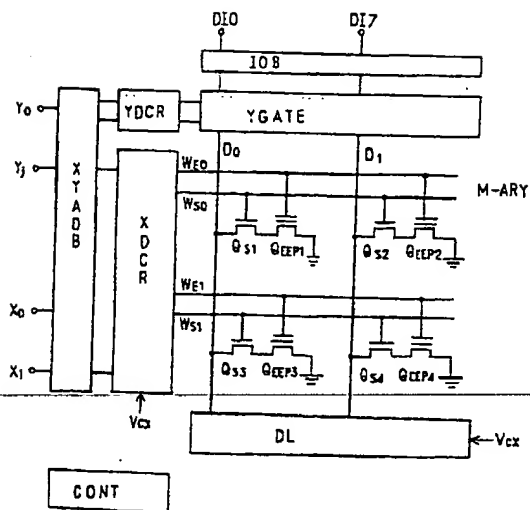 DI0 DI7
IOB
Y0 YDCR YGATE
XYADB
Yj
D0 D1
XDCR
WE0 M-ARY
WS0
QS1 QEEP1 QS2 QEEP2
X0
WE1
WS1
QS3 QEEP3 QS4 QEEP4
Xi
Vcx
DL Vcx
CONT